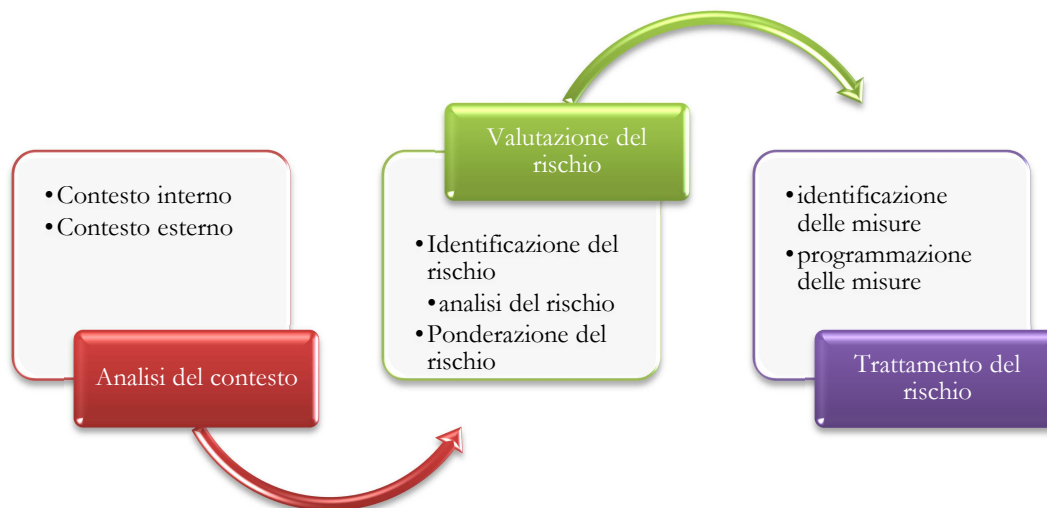 • Contesto interno
• Contesto esterno
Analisi del contesto
Valutazione del
rischio
• Identificazione del
rischio
• analisi del rischio
• Ponderazione del
rischio
• identificazione
delle misure
• programmazione
delle misure
Trattamento del
rischio